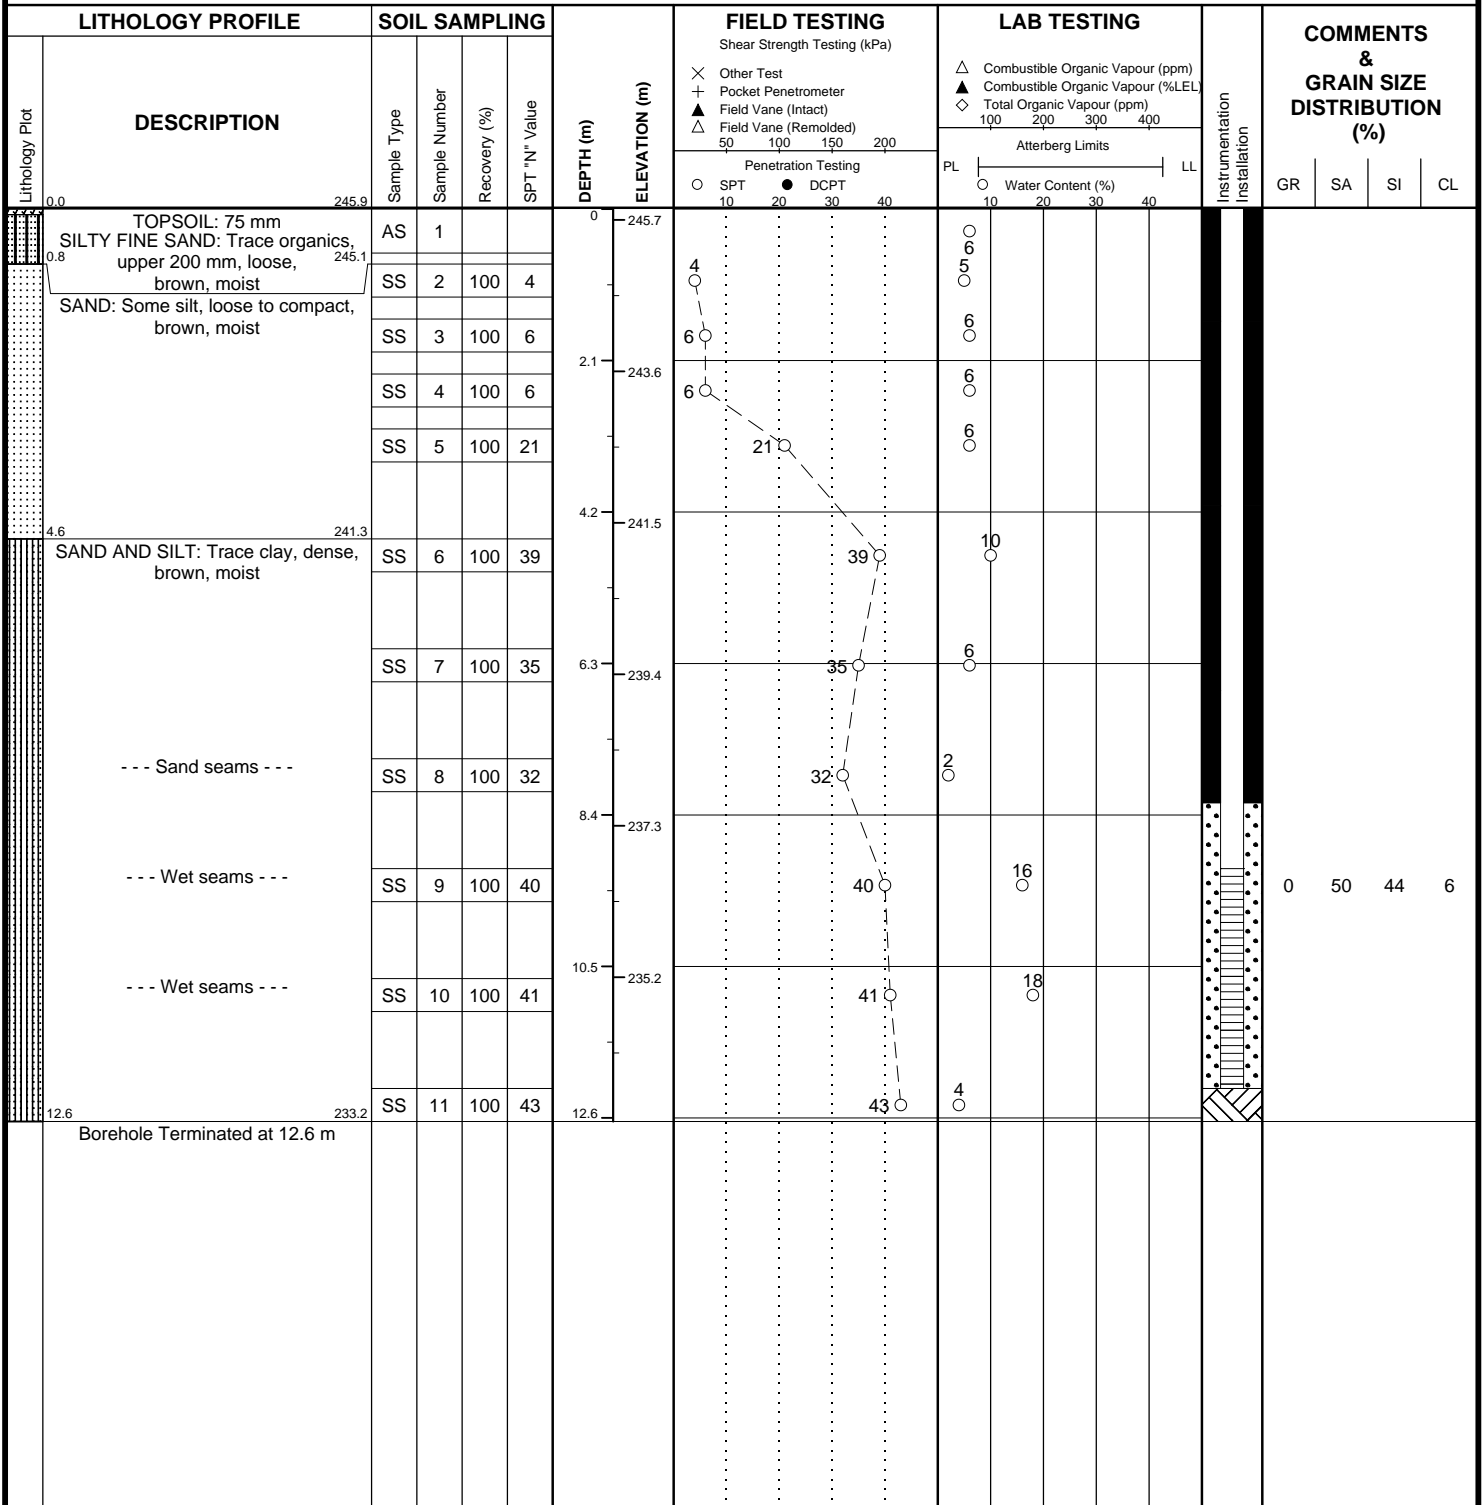 LITHOLOGY PROFILE
SOIL SAMPLING
FIELD TESTING
LAB TESTING
COMMENTS
&
GRAIN SIZE
DISTRIBUTION
(%)
Lithology Plot
DESCRIPTION
Sample Type
Sample Number
Recovery (%)
SPT "N" Value
DEPTH (m)
ELEVATION (m)
Shear Strength Testing (kPa)
Other Test
Pocket Penetrometer
Field Vane (Intact)
Field Vane (Remolded)
50 100 150 200
Penetration Testing
SPT DCPT
10 20 30 40
Combustible Organic Vapour (ppm)
Combustible Organic Vapour (%LEL)
Total Organic Vapour (ppm)
100 200 300 400
Atterberg Limits
PL LL
Water Content (%)
10 20 30 40
Instrumentation
Installation
GR SA SI CL
0.0 245.9
TOPSOIL: 75 mm
SILTY FINE SAND: Trace organics,
0.8 245.1
upper 200 mm, loose,
brown, moist
SAND: Some silt, loose to compact,
brown, moist
4.6 241.3
SAND AND SILT: Trace clay, dense,
brown, moist
- - - Sand seams - - -
- - - Wet seams - - -
- - - Wet seams - - -
12.6 233.2
Borehole Terminated at 12.6 m
AS 1
SS 2 100 4
SS 3 100 6
SS 4 100 6
SS 5 100 21
SS 6 100 39
SS 7 100 35
SS 8 100 32
SS 9 100 40
SS 10 100 41
SS 11 100 43
0
245.7
2.1
243.6
4.2
241.5
6.3
239.4
8.4
237.3
10.5
235.2
12.6
4
6
6
21
39
35
32
40
41
43
6
5
6
6
6
10
6
2
16
18
4
0 50 44 6